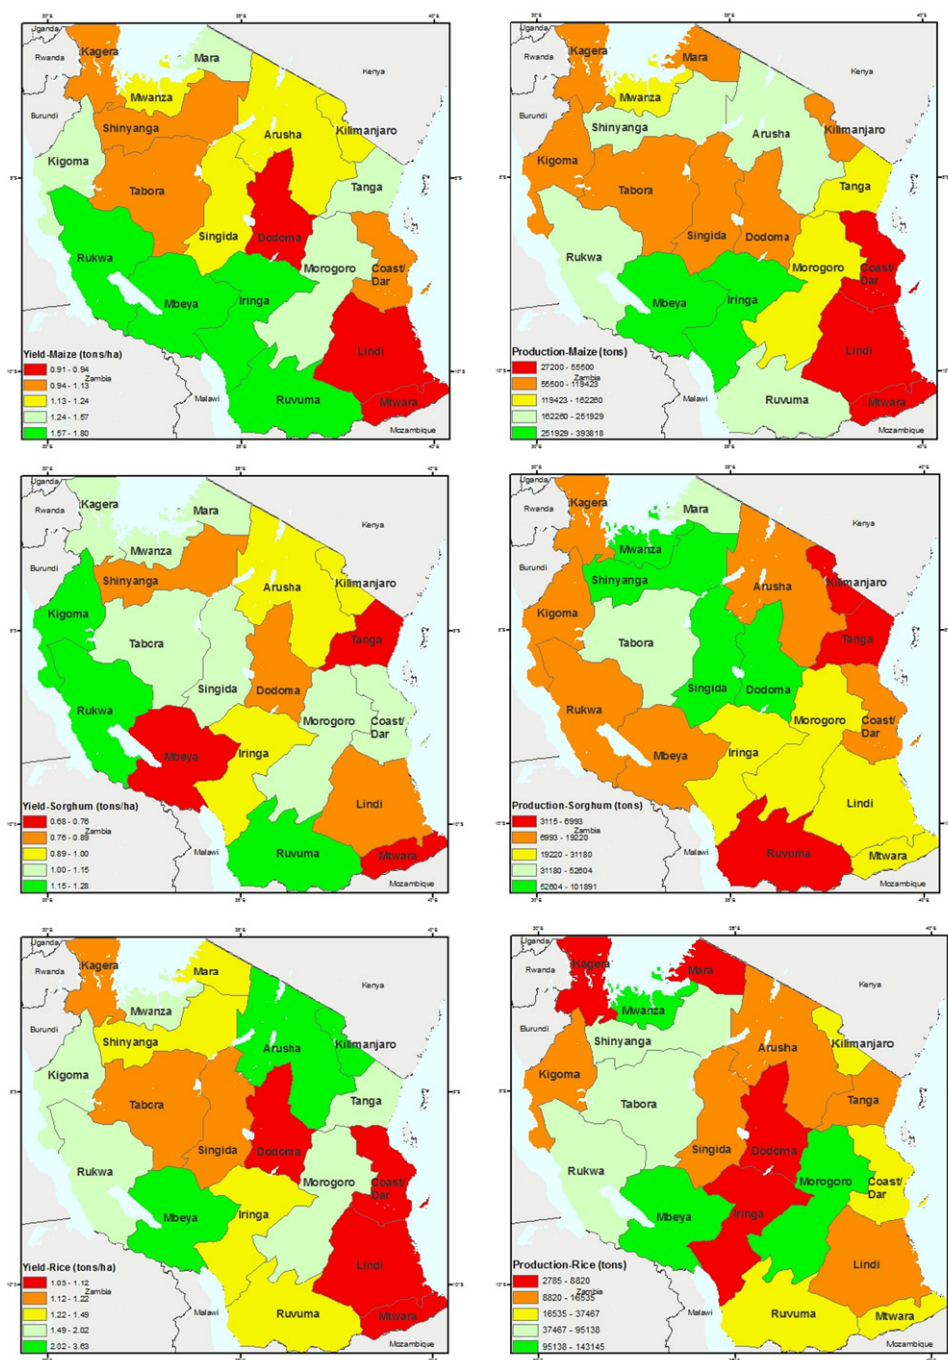 30°E 35°E 40°E
Uganda
Rwanda
Burundi
Kenya
Kagera
Mara
Mwanza
Shinyanga
Arusha
Kilimanjaro
Kigoma
Tabora
Tanga
Singida
Dodoma
Rukwa
Morogoro
Coast/
Dar
Mbeya
Iringa
Lindi
Ruvuma
Mtwara
Zambia
Malawi
Mozambique
5°S
10°S
Yield-Maize (tons/ha)
0.91 - 0.94
0.94 - 1.13
1.13 - 1.24
1.24 - 1.57
1.57 - 1.80
Uganda
Rwanda
Burundi
Kenya
Kagera
Mara
Mwanza
Shinyanga
Arusha
Kilimanjaro
Kigoma
Tabora
Tanga
Singida
Dodoma
Rukwa
Morogoro
Coast/
Dar
Mbeya
Iringa
Lindi
Ruvuma
Mtwara
Zambia
Malawi
Mozambique
Production-Maize (tons)
27200 - 55500
55500 - 119423
119423 - 162260
162260 - 251929
251929 - 393818
Uganda
Rwanda
Burundi
Kenya
Kagera
Mara
Mwanza
Shinyanga
Arusha
Kilimanjaro
Kigoma
Tabora
Tanga
Singida
Dodoma
Rukwa
Morogoro
Coast/
Dar
Mbeya
Iringa
Lindi
Ruvuma
Mtwara
Zambia
Malawi
Mozambique
Yield-Sorghum (tons/ha)
0.68 - 0.76
0.76 - 0.89
0.89 - 1.00
1.00 - 1.15
1.15 - 1.28
Uganda
Rwanda
Burundi
Kenya
Kagera
Mara
Mwanza
Shinyanga
Arusha
Kilimanjaro
Kigoma
Tabora
Tanga
Singida
Dodoma
Rukwa
Morogoro
Coast/
Dar
Mbeya
Iringa
Lindi
Ruvuma
Mtwara
Zambia
Malawi
Mozambique
Production-Sorghum (tons)
3115 - 6993
6993 - 19220
19220 - 31180
31180 - 52604
52604 - 101891
Uganda
Rwanda
Burundi
Kenya
Kagera
Mara
Mwanza
Shinyanga
Arusha
Kilimanjaro
Kigoma
Tabora
Tanga
Singida
Dodoma
Rukwa
Morogoro
Coast/
Dar
Mbeya
Iringa
Lindi
Ruvuma
Mtwara
Zambia
Malawi
Mozambique
Yield-Rice (tons/ha)
1.03 - 1.12
1.12 - 1.22
1.22 - 1.49
1.49 - 2.02
2.02 - 3.63
Uganda
Rwanda
Burundi
Kenya
Kagera
Mara
Mwanza
Shinyanga
Arusha
Kilimanjaro
Kigoma
Tabora
Tanga
Singida
Dodoma
Rukwa
Morogoro
Coast/
Dar
Mbeya
Iringa
Lindi
Ruvuma
Mtwara
Zambia
Malawi
Mozambique
Production-Rice (tons)
2785 - 8820
8820 - 16535
16535 - 37467
37467 - 95138
95138 - 143145